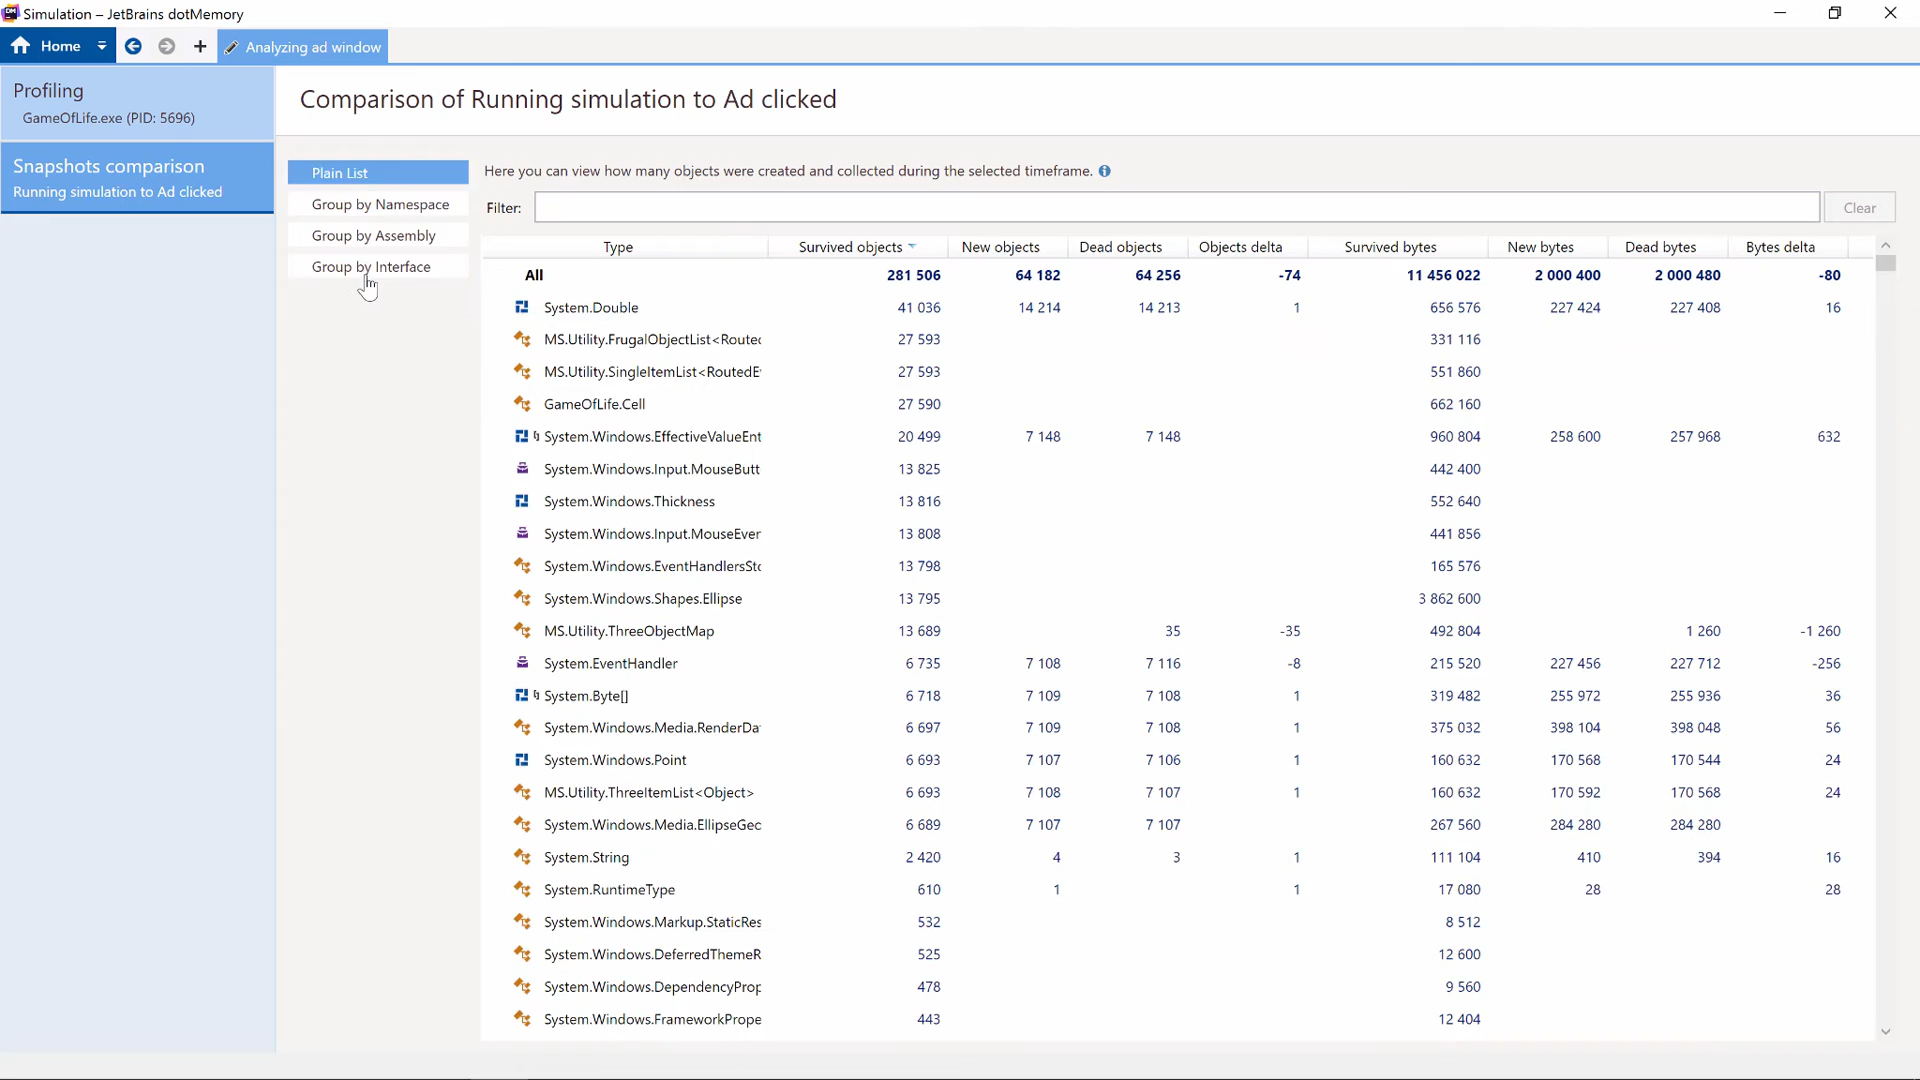 Simulation – JetBrains dotMemory
Home
Analyzing ad window
Profiling
GameOfLife.exe (PID: 5696)
Snapshots comparison
Running simulation to Ad clicked
Comparison of Running simulation to Ad clicked
Plain List
Group by Namespace
Group by Assembly
Group by Interface
Here you can view how many objects were created and collected during the selected timeframe.
Filter:
Clear
Type Survived objects New objects Dead objects Objects delta Survived bytes New bytes Dead bytes Bytes delta
All 281 506 64 182 64 256 -74 11 456 022 2 000 400 2 000 480 -80
System.Double 41 036 14 214 14 213 1 656 576 227 424 227 408 16
MS.Utility.FrugalObjectList<Routed 27 593 331 116
MS.Utility.SingleItemList<RoutedE 27 593 551 860
GameOfLife.Cell 27 590 662 160
System.Windows.EffectiveValueEnt 20 499 7 148 7 148 960 804 258 600 257 968 632
System.Windows.Input.MouseButt 13 825 442 400
System.Windows.Thickness 13 816 552 640
System.Windows.Input.MouseEven 13 808 441 856
System.Windows.EventHandlersSto 13 798 165 576
System.Windows.Shapes.Ellipse 13 795 3 862 600
MS.Utility.ThreeObjectMap 13 689 35 -35 492 804 1 260 -1 260
System.EventHandler 6 735 7 108 7 116 -8 215 520 227 456 227 712 -256
System.Byte[] 6 718 7 109 7 108 1 319 482 255 972 255 936 36
System.Windows.Media.RenderDa 6 697 7 109 7 108 1 375 032 398 104 398 048 56
System.Windows.Point 6 693 7 107 7 106 1 160 632 170 568 170 544 24
MS.Utility.ThreeItemList<Object> 6 693 7 108 7 107 1 160 632 170 592 170 568 24
System.Windows.Media.EllipseGec 6 689 7 107 7 107 267 560 284 280 284 280
System.String 2 420 4 3 1 111 104 410 394 16
System.RuntimeType 610 1 1 17 080 28 28
System.Windows.Markup.StaticRes 532 8 512
System.Windows.DeferredThemeR 525 12 600
System.Windows.DependencyProp 478 9 560
System.Windows.FrameworkPrope 443 12 404